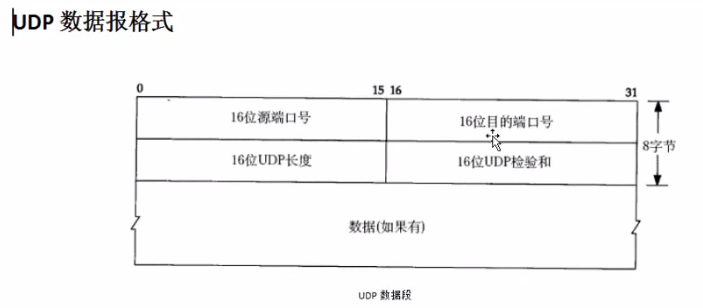 UDP 数据报格式
0 15 16 31
16位源端口号 16位目的端口号
8字节
16位UDP长度 16位UDP检验和
数据(如果有)
UDP 数据段